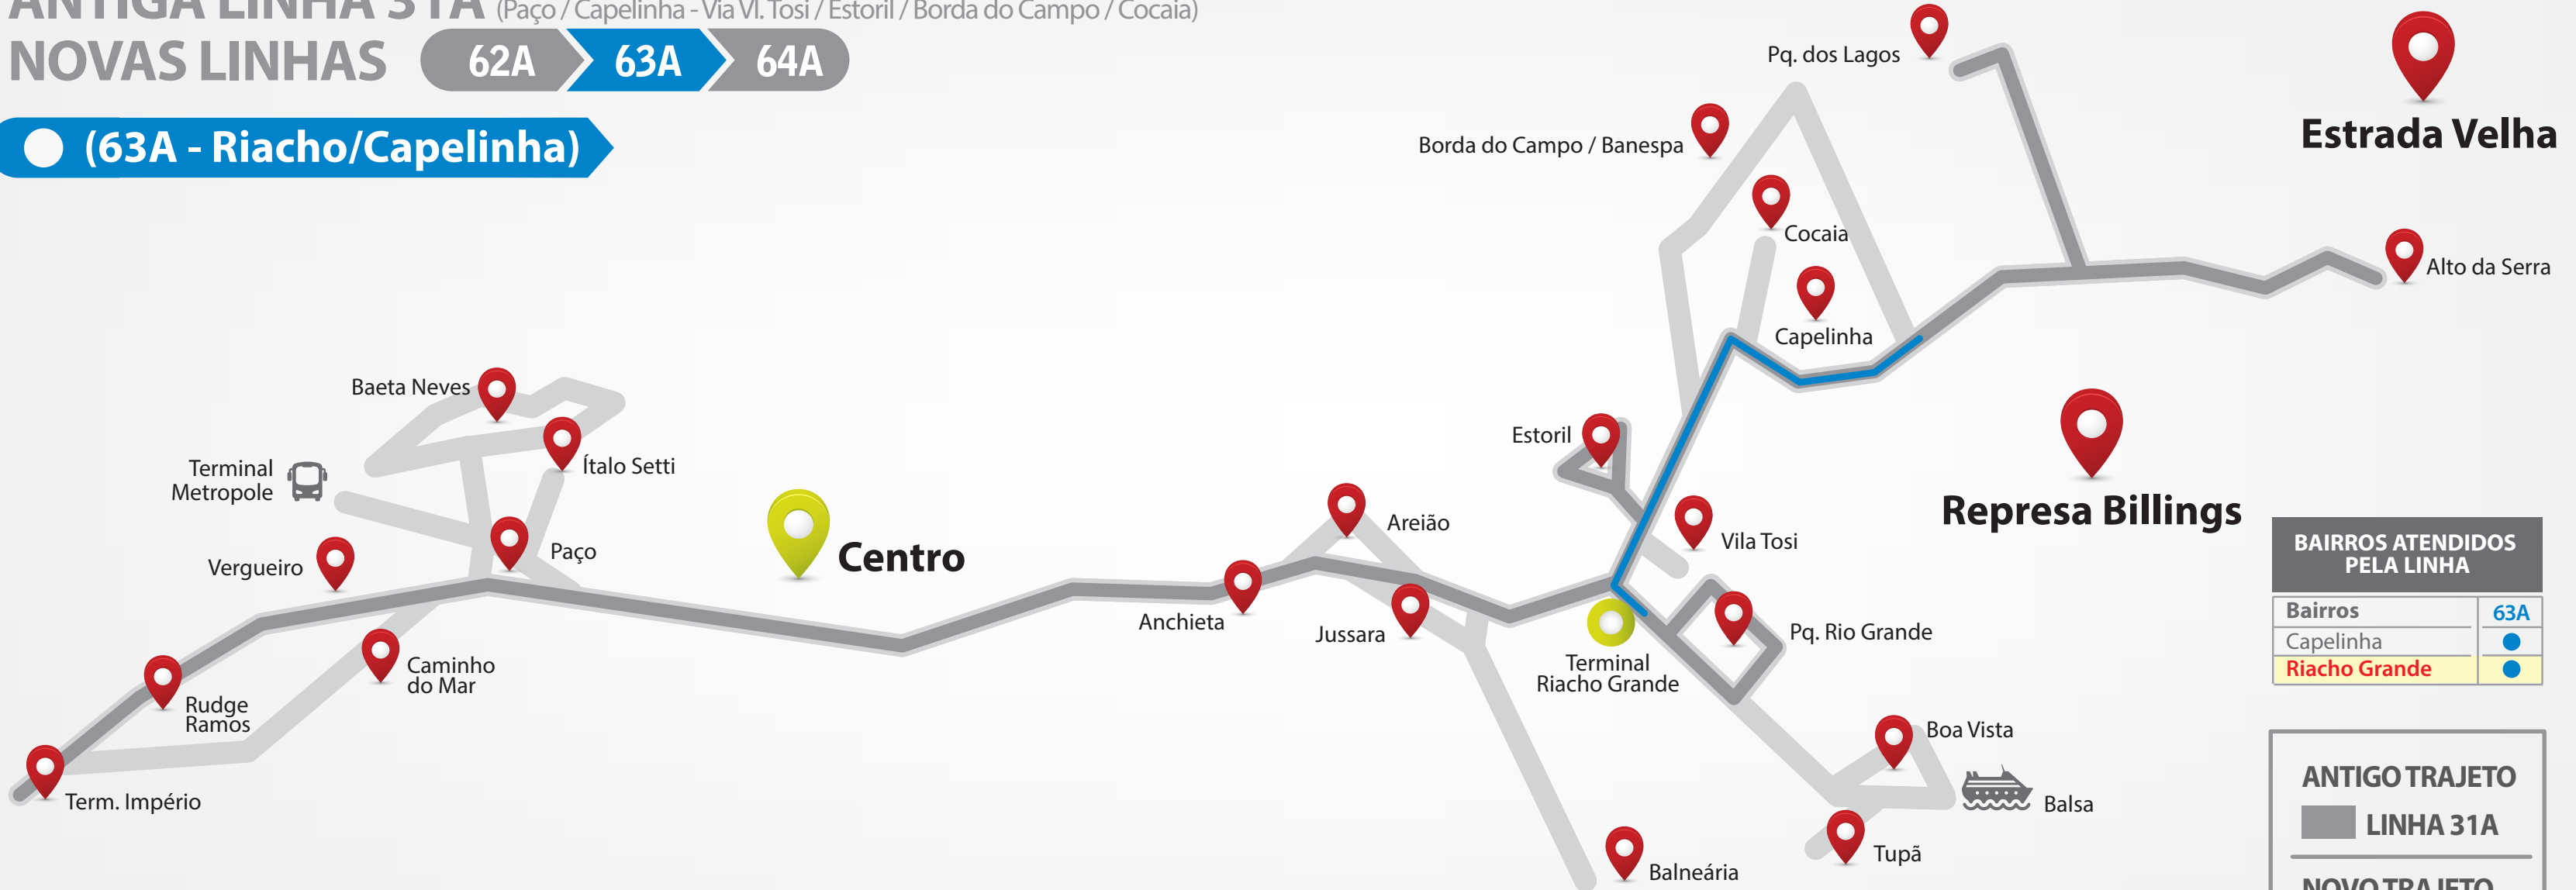 ANTIGA LINHA 31A (Paço / Capelinha - Via Vl. Tosi / Estoril / Borda do Campo / Cocaia)
NOVAS LINHAS 62A 63A 64A
(63A - Riacho/Capelinha)
Pq. dos Lagos
Estrada Velha
Borda do Campo / Banespa
Cocaia
Alto da Serra
Capelinha
Baeta Neves
Ítalo Setti
Terminal
Metropole
Estoril
Represa Billings
Areião
Vila Tosi
Paço
Centro
Vergueiro
Anchieta
Jussara
Pq. Rio Grande
Terminal
Riacho Grande
Caminho
do Mar
Rudge
Ramos
Term. Império
Boa Vista
Balsa
Tupã
Balneária
BAIRROS ATENDIDOS
PELA LINHA
Bairros 63A
Capelinha
Riacho Grande
ANTIGO TRAJETO
LINHA 31A
NOVO TRAJETO